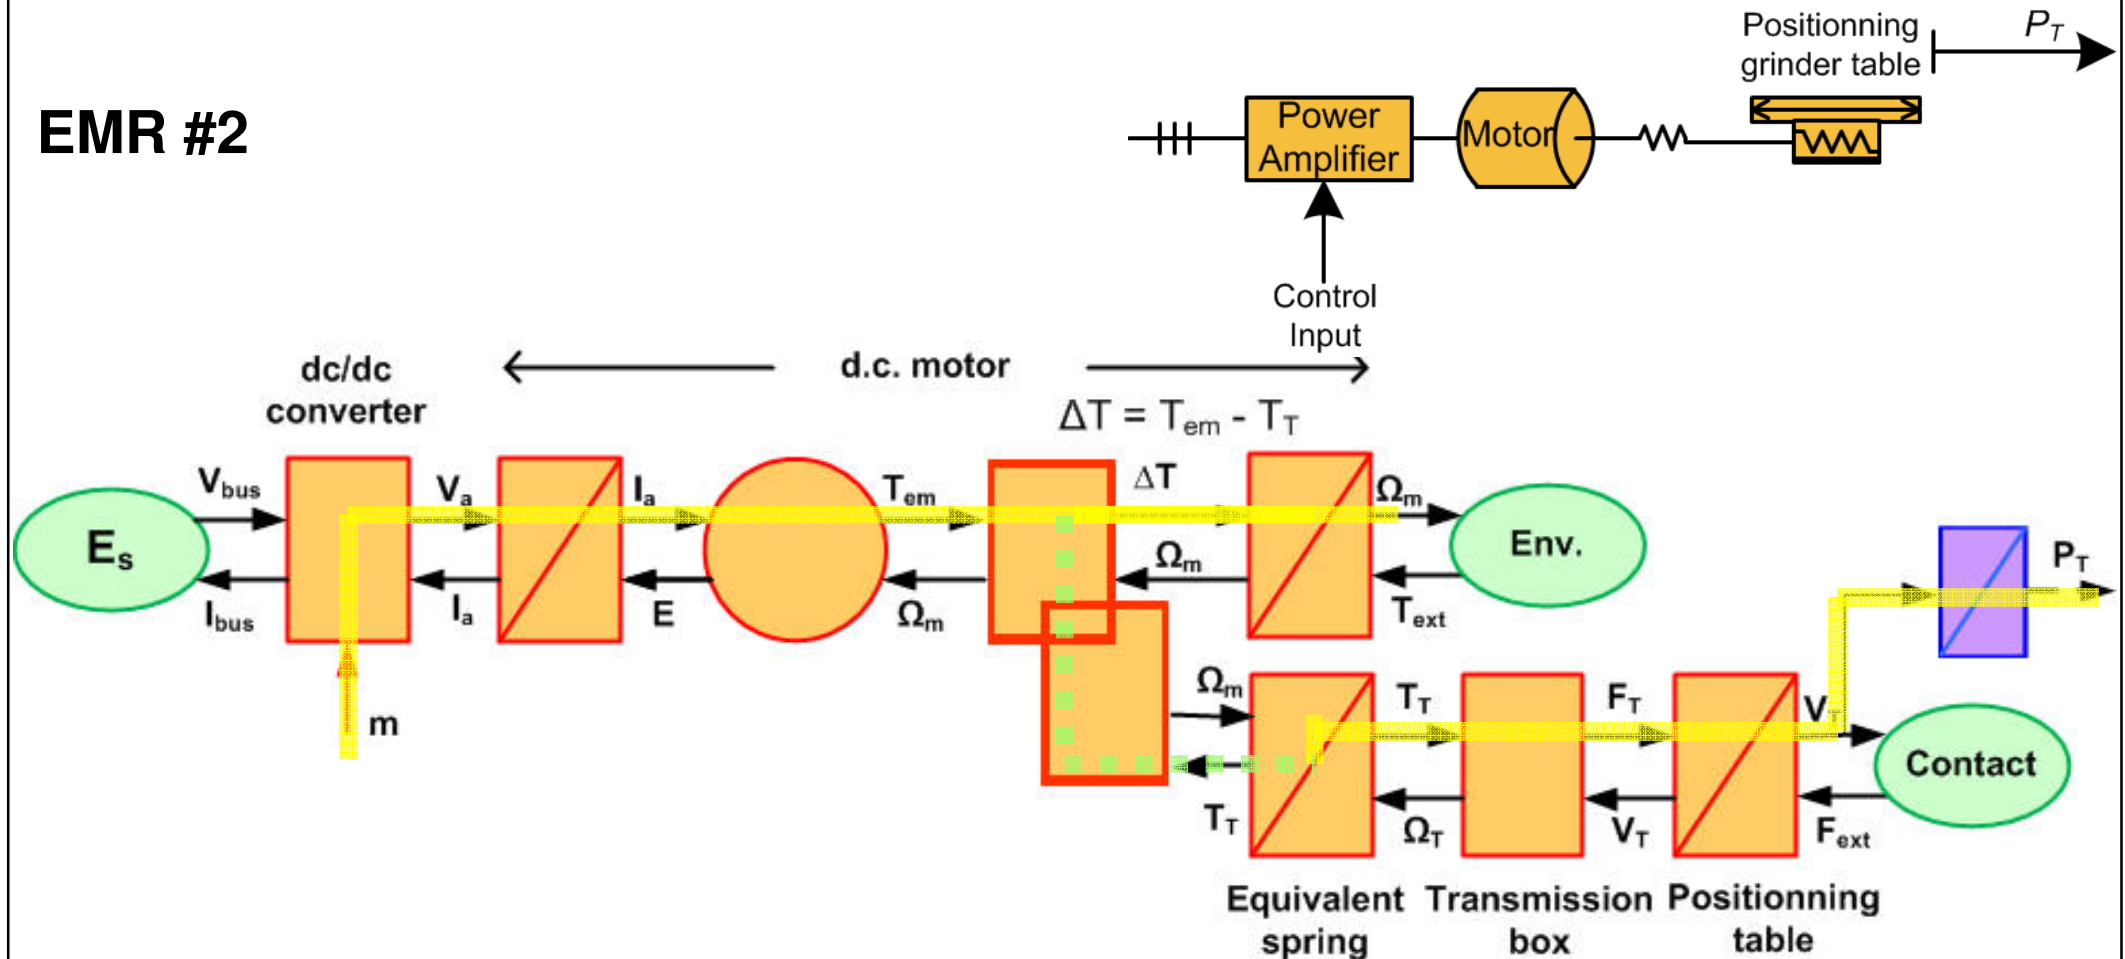 Positionning
grinder table
P_T
EMR #2
Power
Amplifier
Motor
Control
Input
dc/dc
converter
d.c. motor
ΔT = T_em - T_T
V_bus
V_a
I_a
T_em
ΔT
Ω_m
E_s
Env.
I_bus
I_a
E
Ω_m
Ω_m
T_ext
P_T
m
Ω_m
T_T
F_T
V
Contact
T_T
Ω_T
V_T
F_ext
Equivalent
spring
Transmission
box
Positionning
table